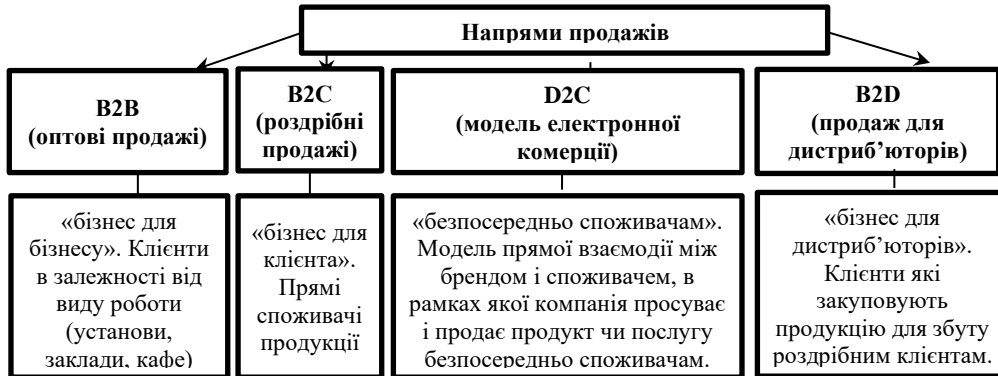 Напрями продажів
B2B
(оптові продажі)
B2C
(роздрібні
продажі)
D2C
(модель електронної
комерції)
B2D
(продаж для
дистриб’юторів)
«бізнес для
бізнесу». Клієнти
в залежності від
виду роботи
(установи,
заклади, кафе)
«бізнес для
клієнта».
Прямі
споживачі
продукції
«безпосередньо споживачам».
Модель прямої взаємодії між
брендом і споживачем, в
рамках якої компанія просуває
і продає продукт чи послугу
безпосередньо споживачам.
«бізнес для
дистриб’юторів».
Клієнти які
закуповують
продукцію для збуту
роздрібним клієнтам.